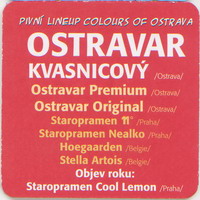 PIVNÍ LINEUP COLOURS OF OSTRAVA
OSTRAVAR
KVASNICOVÝ /Ostrava/
Ostravar Premium /Ostrava/
Ostravar Original /Ostrava/
Staropramen 11° /Praha/
Staropramen Nealko /Praha/
Hoegaarden /Belgie/
Stella Artois /Belgie/
Objev roku:
Staropramen Cool Lemon /Praha/